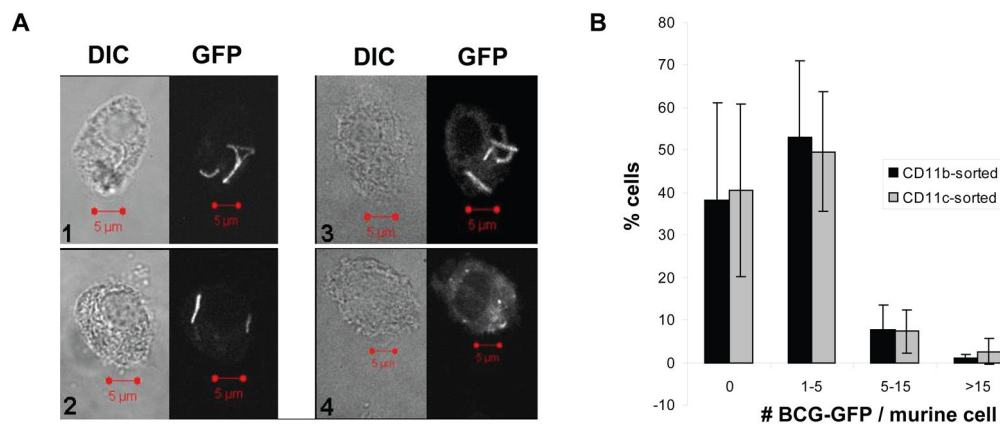 A
DIC GFP
5 µm 5 µm
1
5 µm 5 µm
2
DIC GFP
5 µm 5 µm
3
5 µm 5 µm
4
B
% cells
80
70
60
50
40
30
20
10
0
-10
0 1-5 5-15 >15
# BCG-GFP / murine cell
CD11b-sorted
CD11c-sorted